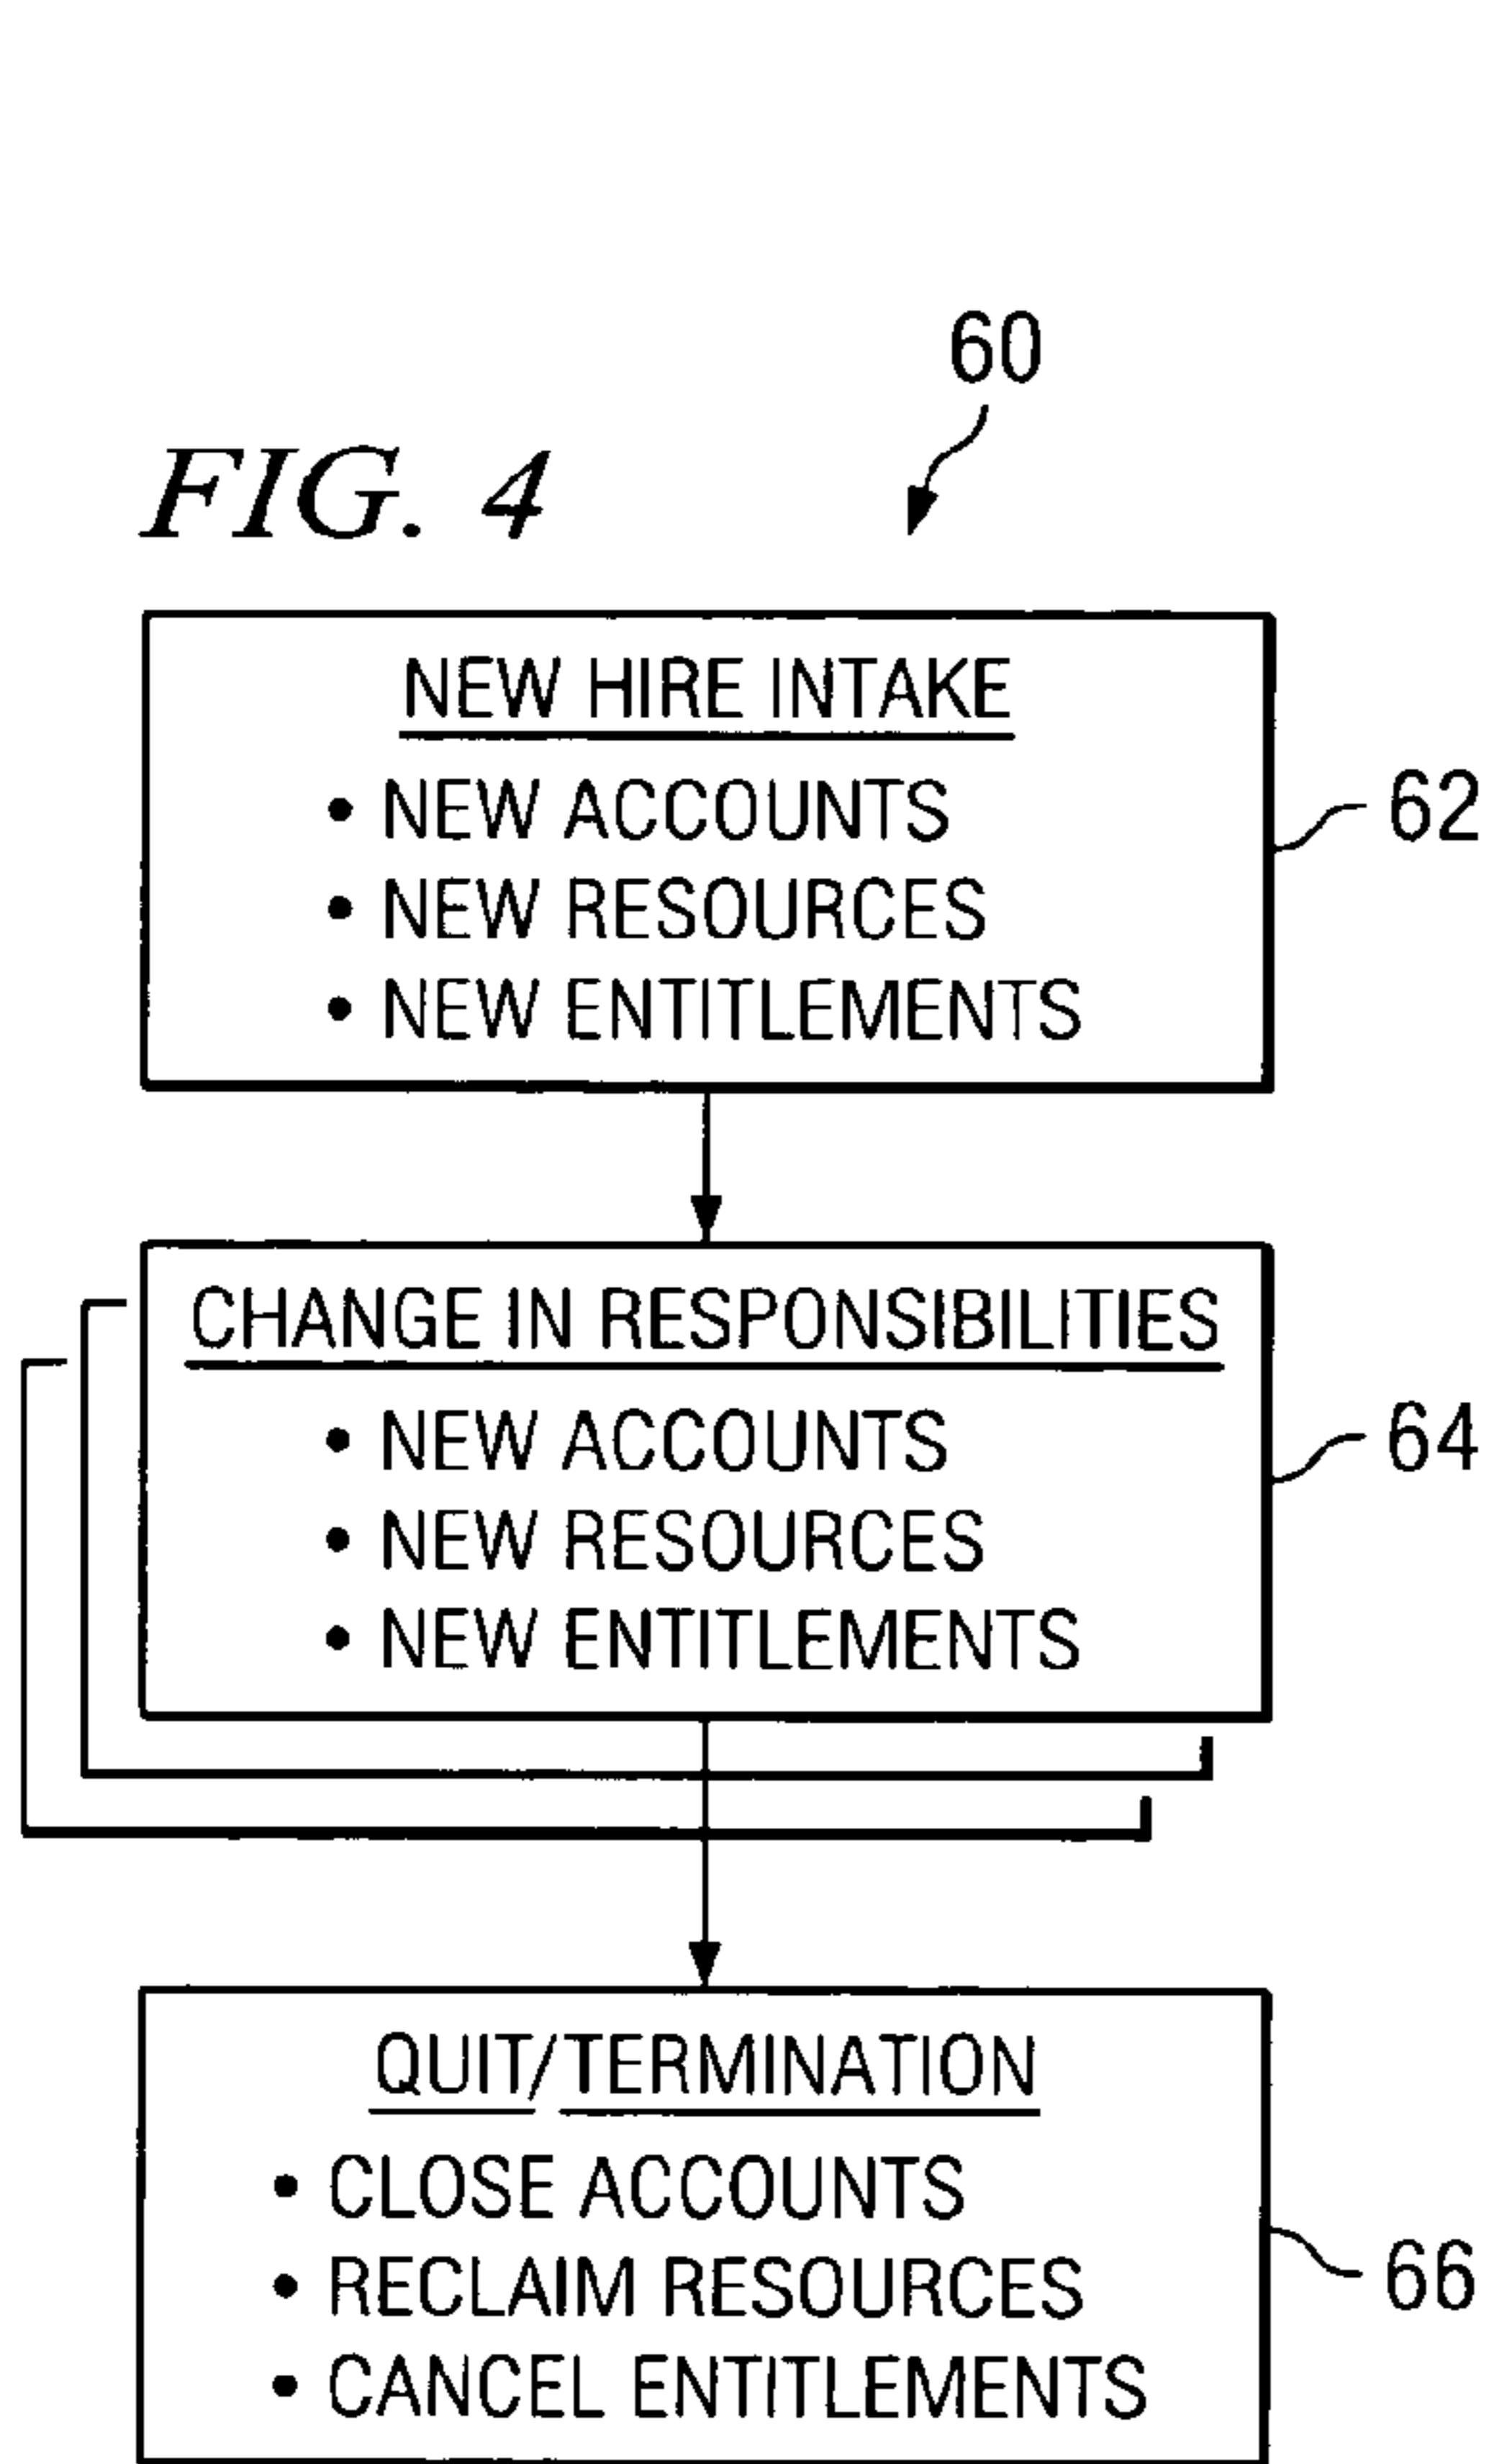 60
FIG. 4
NEW HIRE INTAKE
• NEW ACCOUNTS
62
• NEW RESOURCES
• NEW ENTITLEMENTS
CHANGE IN RESPONSIBILITIES
• NEW ACCOUNTS
64
• NEW RESOURCES
• NEW ENTITLEMENTS
QUIT/TERMINATION
• CLOSE ACCOUNTS
• RECLAIM RESOURCES
66
• CANCEL ENTITLEMENTS